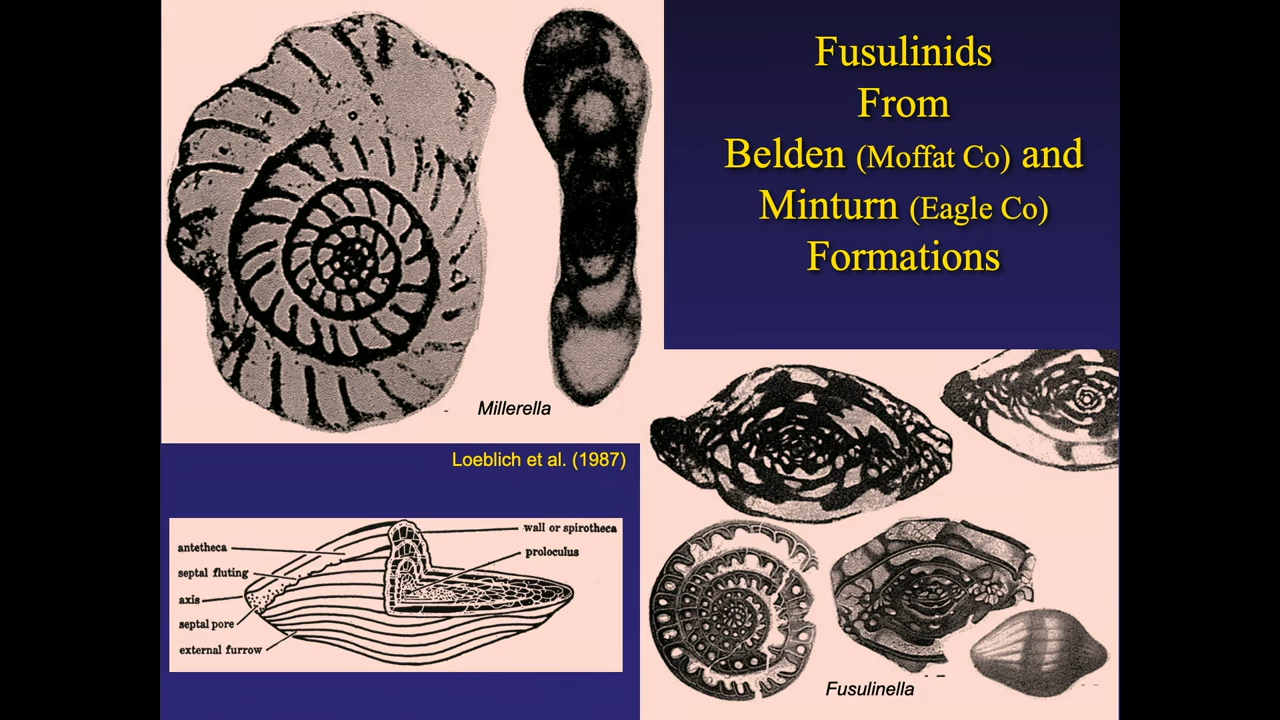 Fusulinids
From
Belden (Moffat Co) and
Minturn (Eagle Co)
Formations
Millerella
Loeblich et al. (1987)
antetheca
septal fluting
axis
septal pore
external furrow
wall or spirotheca
proloculus
Fusulinella